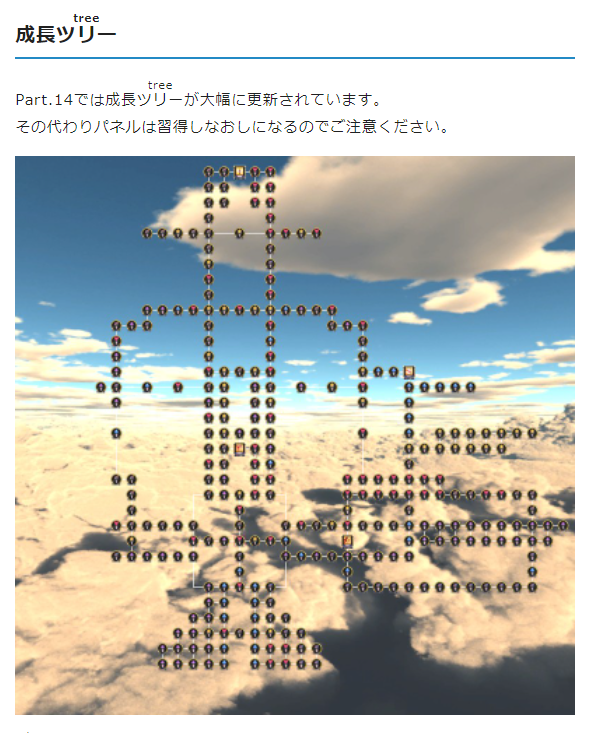 tree
成長ツリー
tree
Part.14では成長ツリーが大幅に更新されています。
その代わりパネルは習得しなおしになるのでご注意ください。